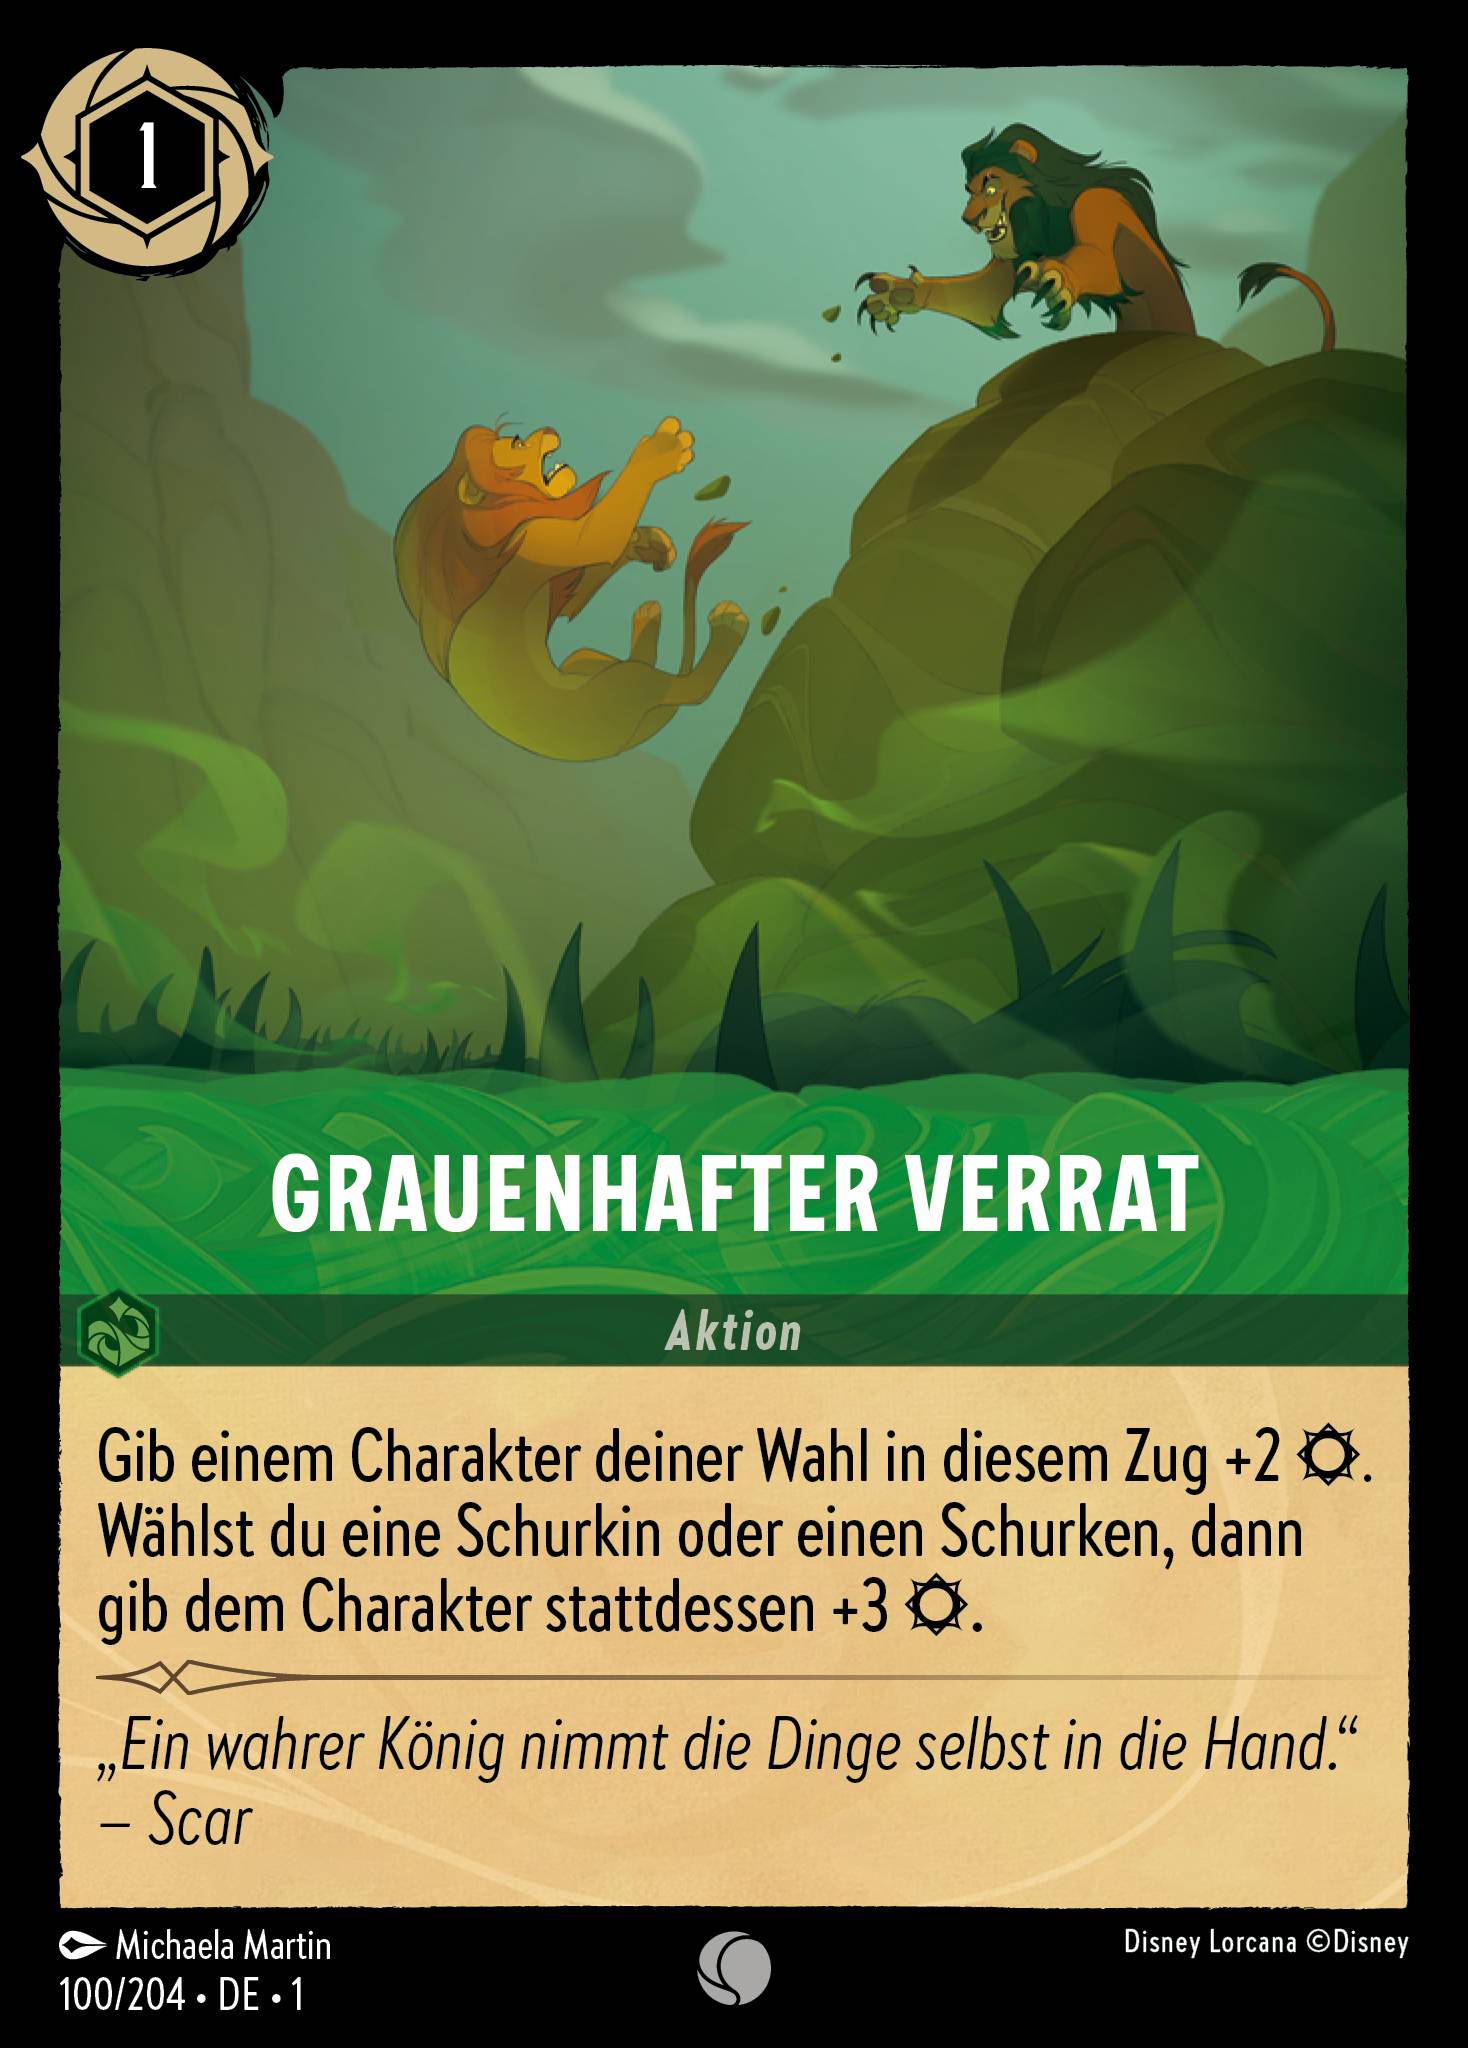 1
GRAUENHAFTER VERRAT
Aktion
Gib einem Charakter deiner Wahl in diesem Zug +2 .
Wählst du eine Schurkin oder einen Schurken, dann
gib dem Charakter stattdessen +3 .
„Ein wahrer König nimmt die Dinge selbst in die Hand.“
– Scar
Michaela Martin
Disney Lorcana ©Disney
100/204 • DE • 1